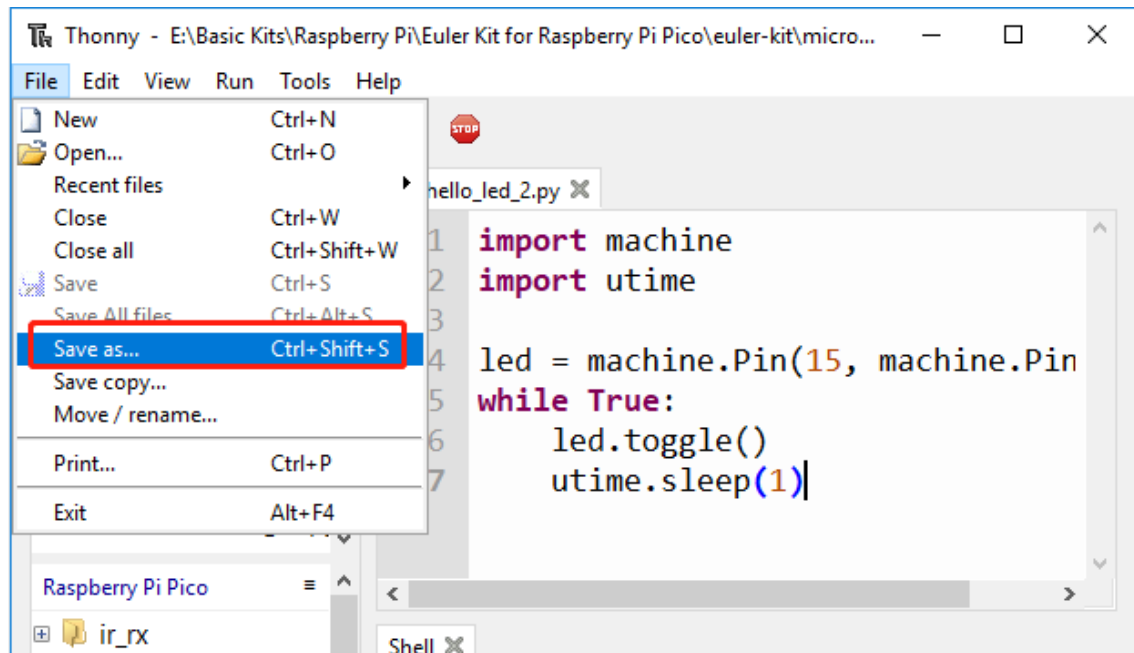 Thonny - E:\Basic Kits\Raspberry Pi\Euler Kit for Raspberry Pi Pico\euler-kit\micro...
File Edit View Run Tools Help
New Ctrl+N
Open... Ctrl+O
Recent files
Close Ctrl+W
Close all Ctrl+Shift+W
Save Ctrl+S
Save All files Ctrl+Alt+S
Save as... Ctrl+Shift+S
Save copy...
Move / rename...
Print... Ctrl+P
Exit Alt+F4
STOP
hello_led_2.py
1 import machine
2 import utime
3
4 led = machine.Pin(15, machine.Pin
5 while True:
6 led.toggle()
7 utime.sleep(1)
Raspberry Pi Pico
ir_rx
Shell